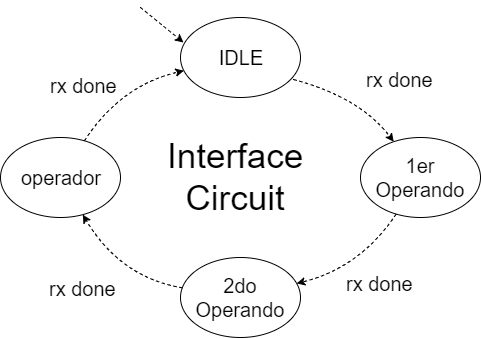 IDLE
rx done
rx done
Interface
Circuit
operador
1er
Operando
rx done
2do
Operando
rx done